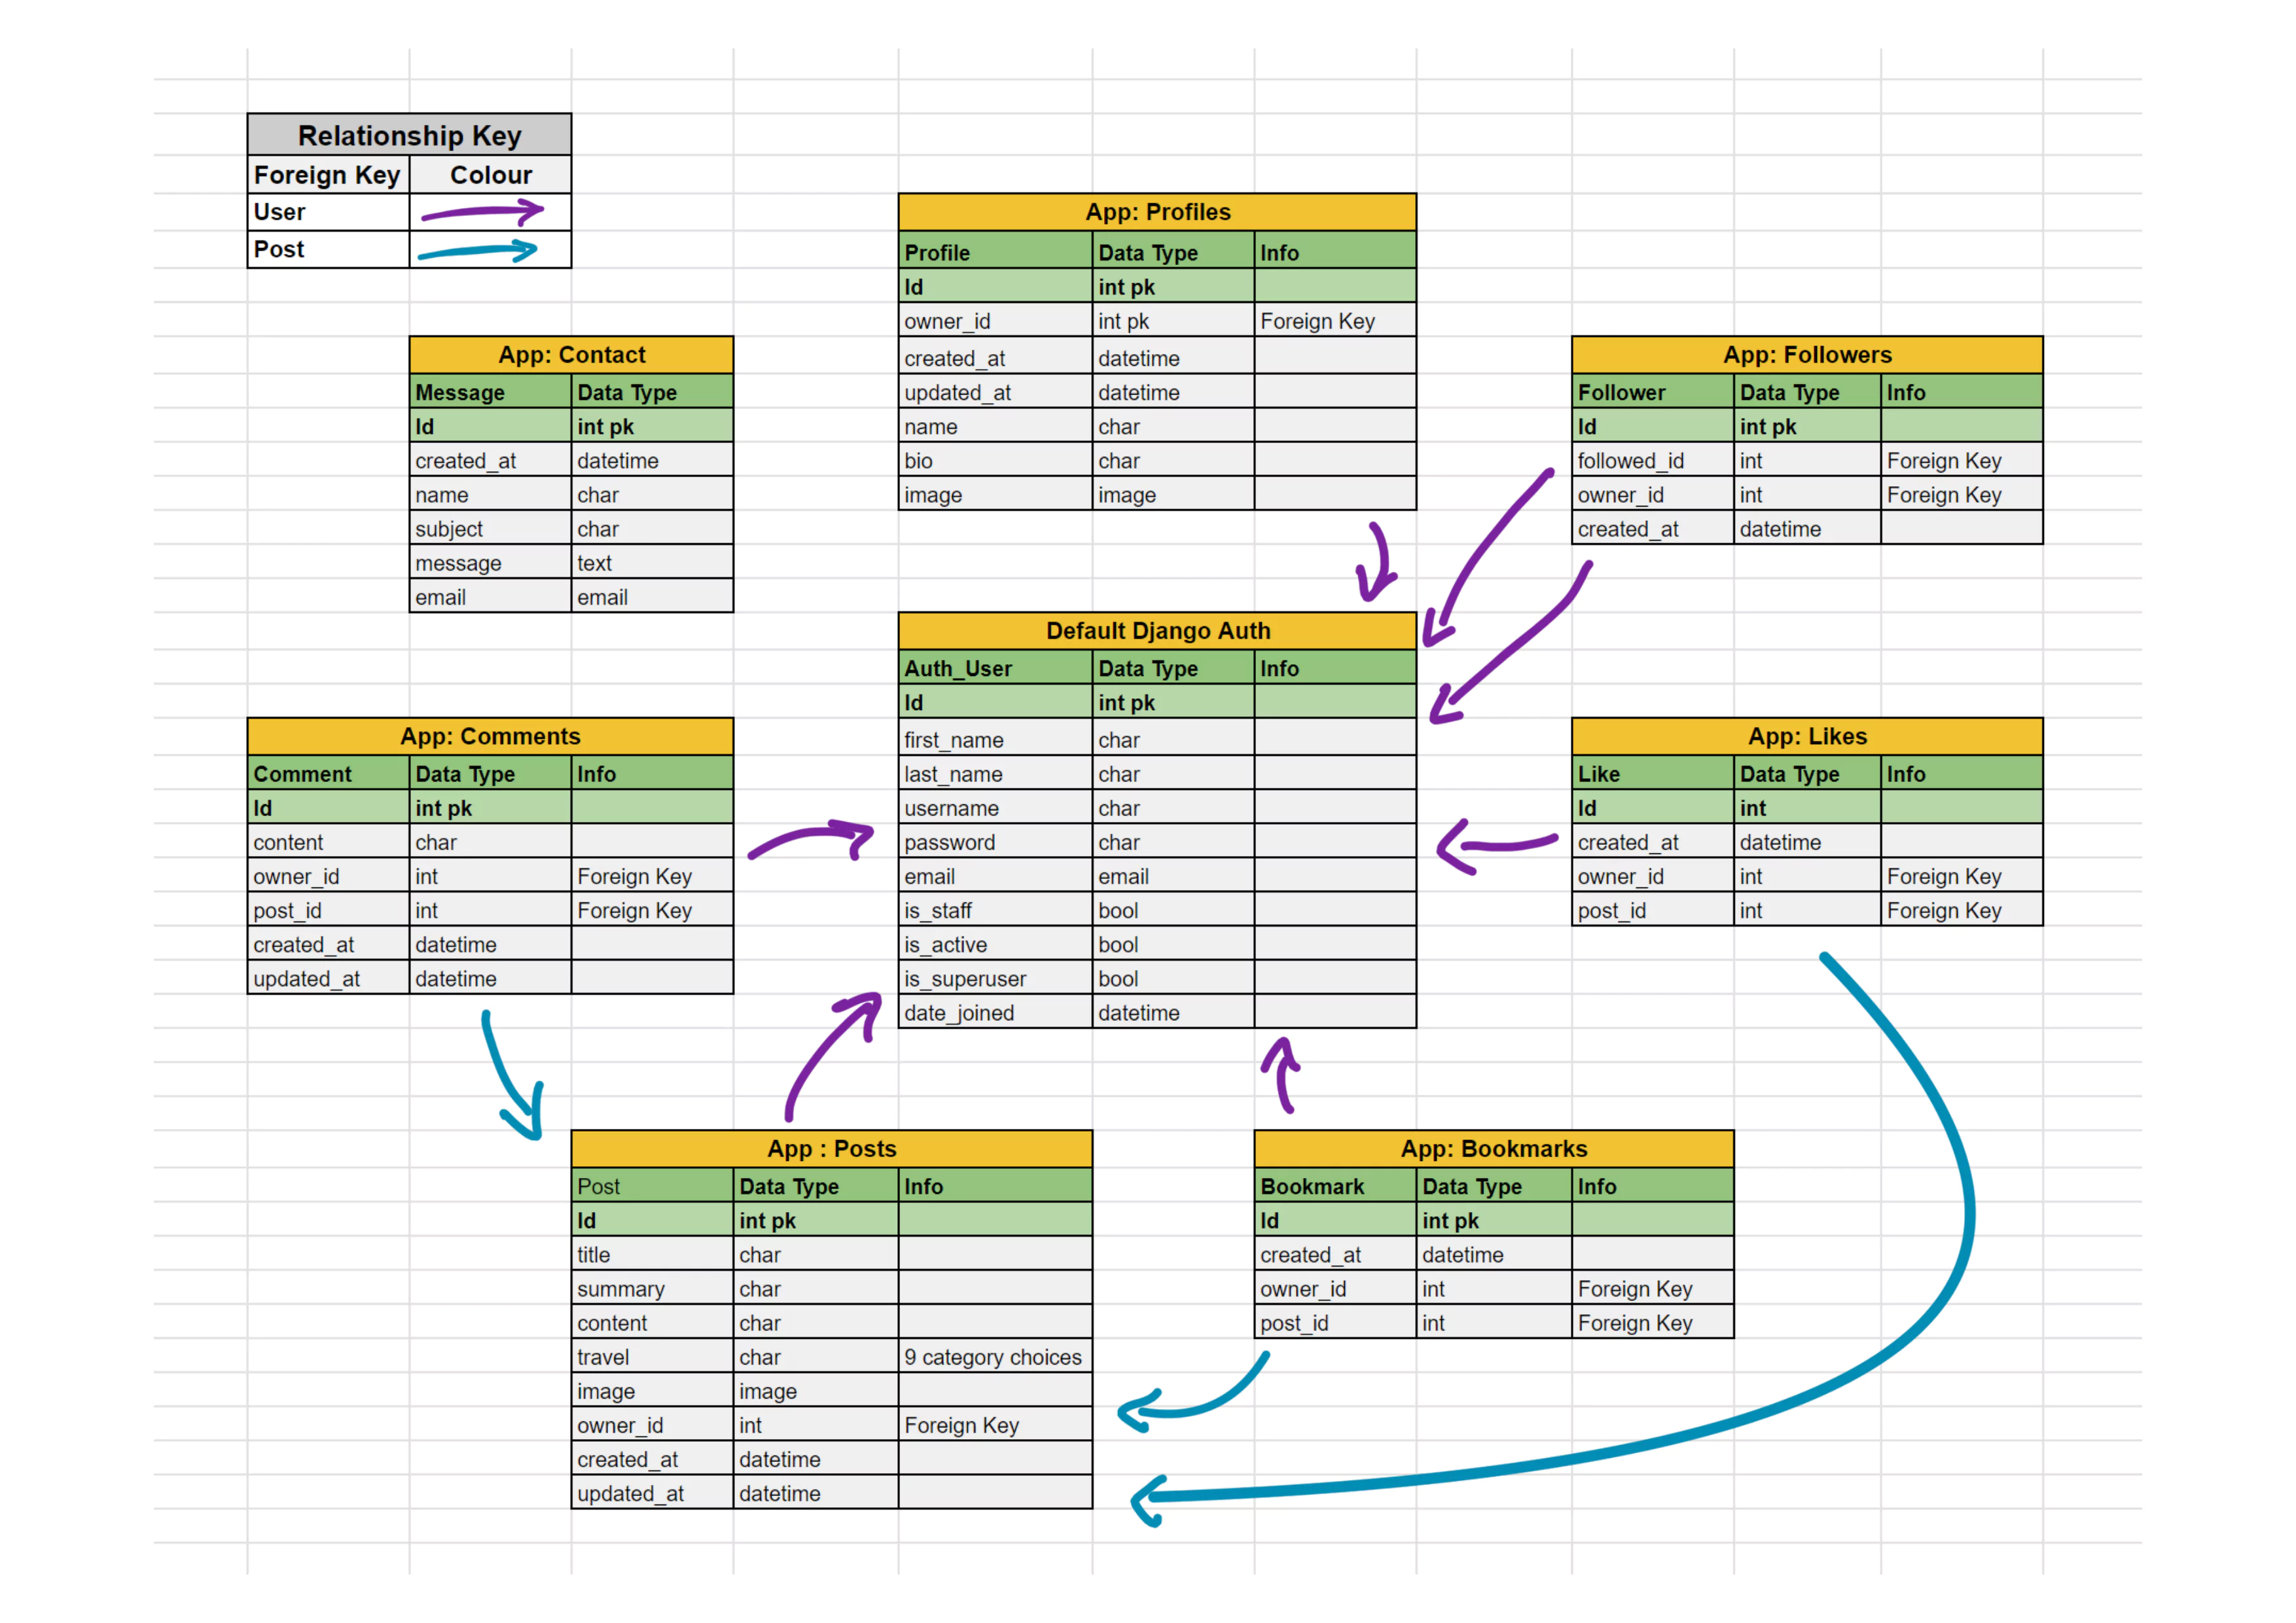 Relationship Key
Foreign Key Colour
User
Post
App: Profiles
Profile Data Type Info
Id int pk
owner_id int pk Foreign Key
created_at datetime
updated_at datetime
name char
bio char
image image
App: Contact
Message Data Type
Id int pk
created_at datetime
name char
subject char
message text
email email
App: Followers
Follower Data Type Info
Id int pk
followed_id int Foreign Key
owner_id int Foreign Key
created_at datetime
Default Django Auth
Auth_User Data Type Info
Id int pk
first_name char
last_name char
username char
password char
email email
is_staff bool
is_active bool
is_superuser bool
date_joined datetime
App: Comments
Comment Data Type Info
Id int pk
content char
owner_id int Foreign Key
post_id int Foreign Key
created_at datetime
updated_at datetime
App: Likes
Like Data Type Info
Id int
created_at datetime
owner_id int Foreign Key
post_id int Foreign Key
App : Posts
Post Data Type Info
Id int pk
title char
summary char
content char
travel char 9 category choices
image image
owner_id int Foreign Key
created_at datetime
updated_at datetime
App: Bookmarks
Bookmark Data Type Info
Id int pk
created_at datetime
owner_id int Foreign Key
post_id int Foreign Key